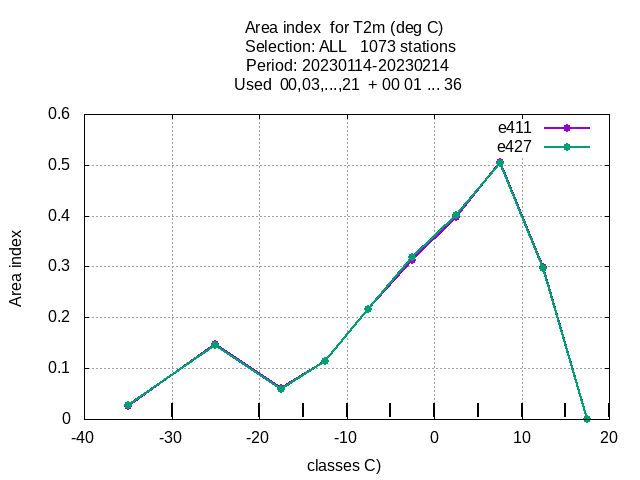 Area index  for T2m (deg C)
Selection: ALL   1073 stations
Period: 20230114-20230214
Used  00,03,...,21  + 00 01 ... 36
e411
e427
0.6
0.5
0.4
0.3
0.2
0.1
0
Area index
-40 -30 -20 -10 0 10 20
classes C)